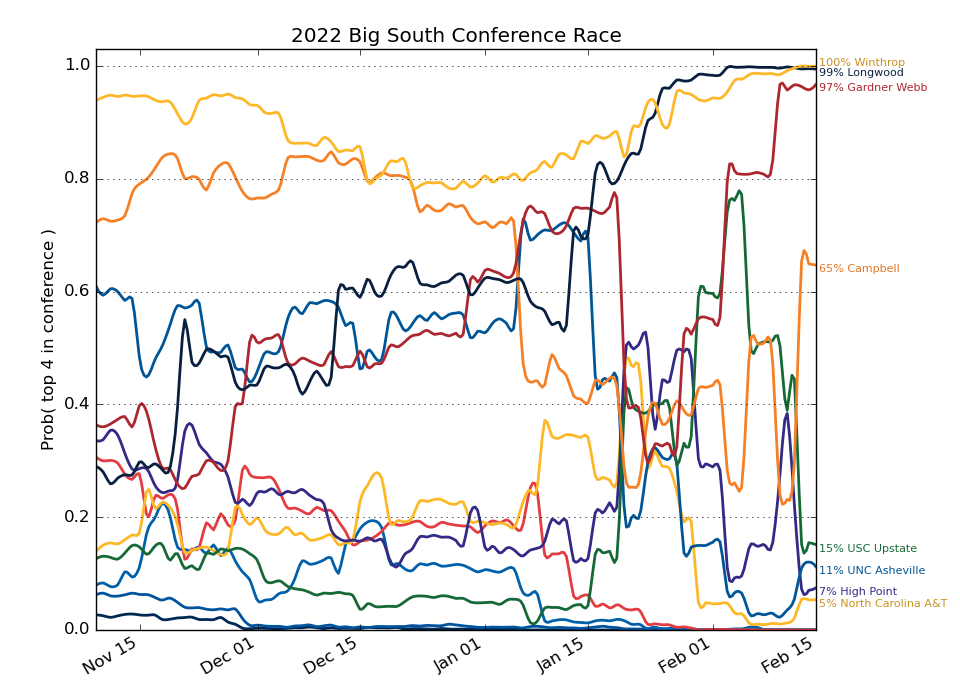 2022 Big South Conference Race
Prob( top 4 in conference )
1.0
0.8
0.6
0.4
0.2
0.0
Nov 15
Dec 01
Dec 15
Jan 01
Jan 15
Feb 01
Feb 15
100% Winthrop
99% Longwood
97% Gardner Webb
65% Campbell
15% USC Upstate
11% UNC Asheville
7% High Point
5% North Carolina A&T